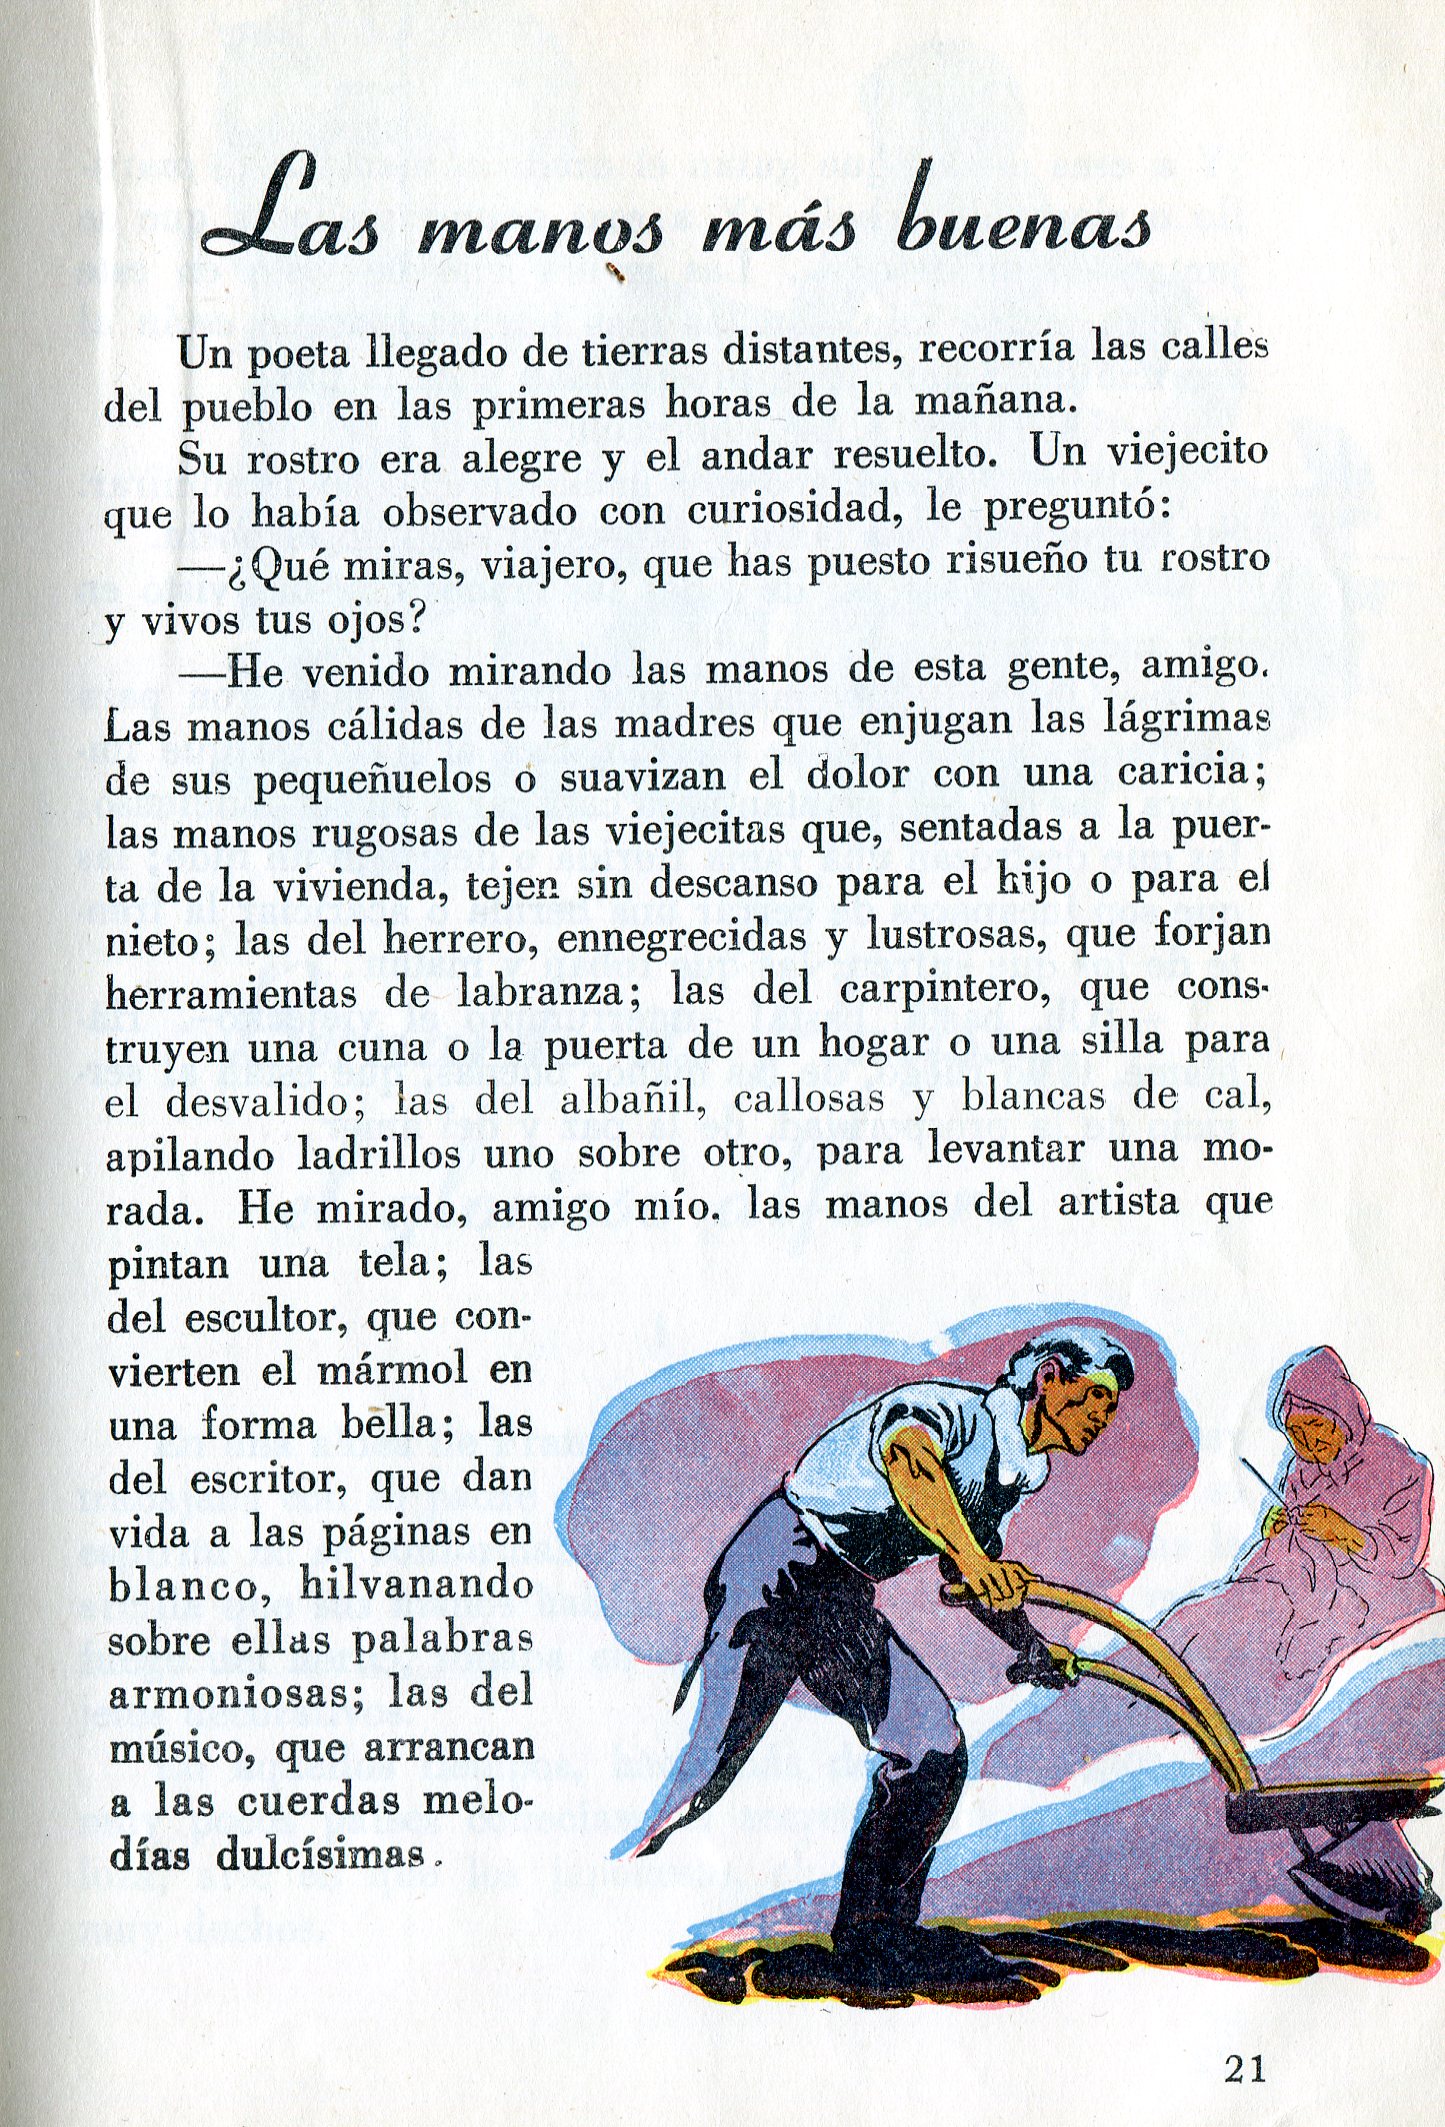 Las manos más buenas
Un poeta llegado de tierras distantes, recorría las calles
del pueblo en las primeras horas de la mañana.
Su rostro era alegre y el andar resuelto. Un viejecito
que lo había observado con curiosidad, le preguntó:
—¿Qué miras, viajero, que has puesto risueño tu rostro
y vivos tus ojos?
—He venido mirando las manos de esta gente, amigo.
Las manos cálidas de las madres que enjugan las lágrimas
de sus pequeñuelos o suavizan el dolor con una caricia;
las manos rugosas de las viejecitas que, sentadas a la puer-
ta de la vivienda, tejen sin descanso para el hijo o para el
nieto; las del herrero, ennegrecidas y lustrosas, que forjan
herramientas de labranza; las del carpintero, que cons-
truyen una cuna o la puerta de un hogar o una silla para
el desvalido; las del albañil, callosas y blancas de cal,
apilando ladrillos uno sobre otro, para levantar una mo-
rada. He mirado, amigo mío. las manos del artista que
pintan una tela; las
del escultor, que con-
vierten el mármol en
una forma bella; las
del escritor, que dan
vida a las páginas en
blanco, hilvanando
sobre ellas palabras
armoniosas; las del
músico, que arrancan
a las cuerdas melo-
días dulcísimas.
21